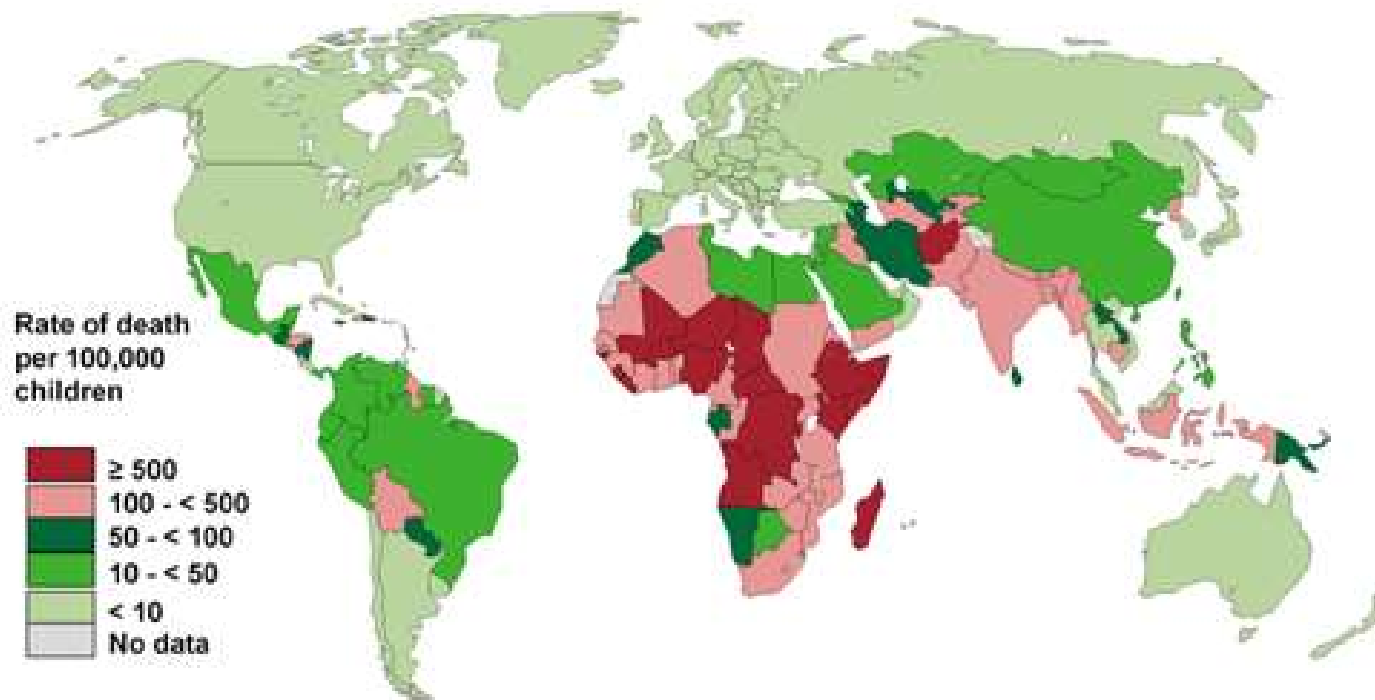 Rate of death
per 100,000
children
≥ 500
100 - < 500
50 - < 100
10 - < 50
< 10
No data